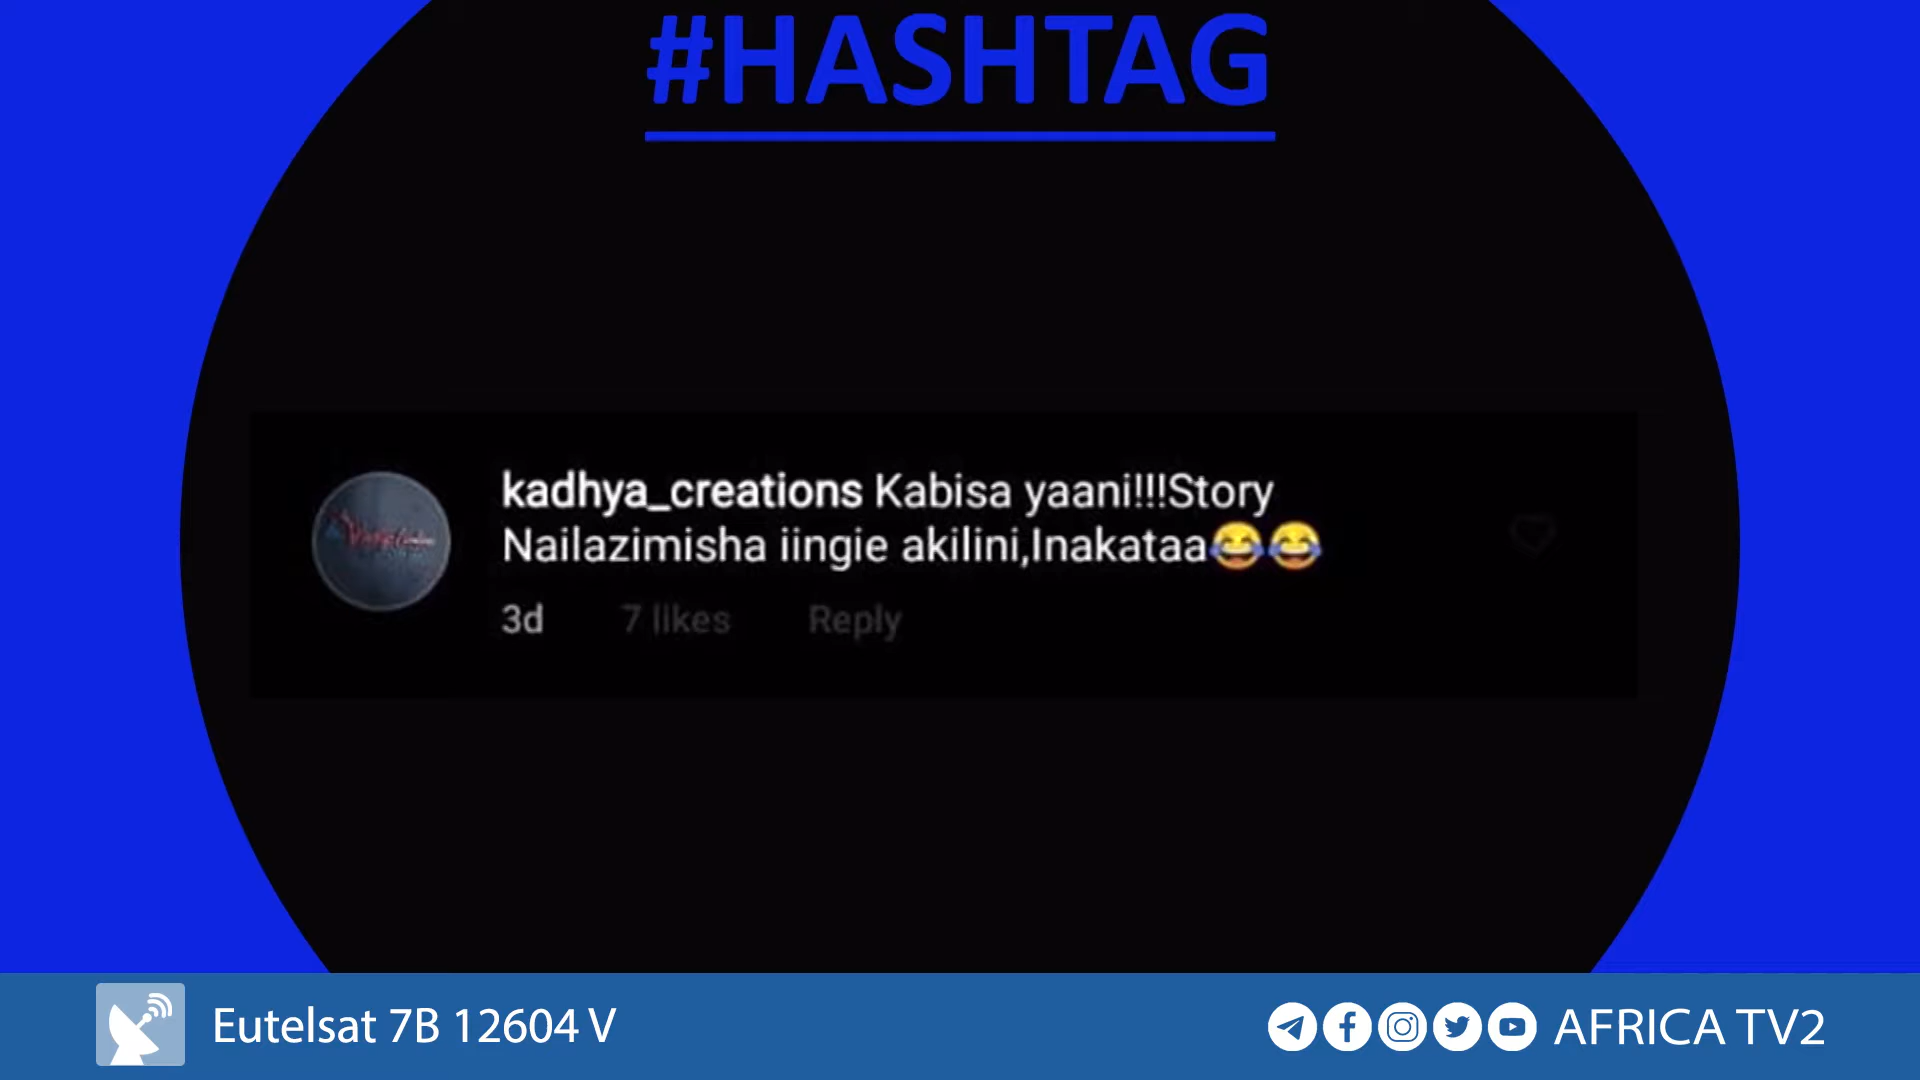 #HASHTAG
kadhya_creations Kabisa yaani!!!Story
Nailazimisha iingie akilini,Inakataa😂😂
3d 7 likes Reply
Eutelsat 7B 12604 V
AFRICA TV2